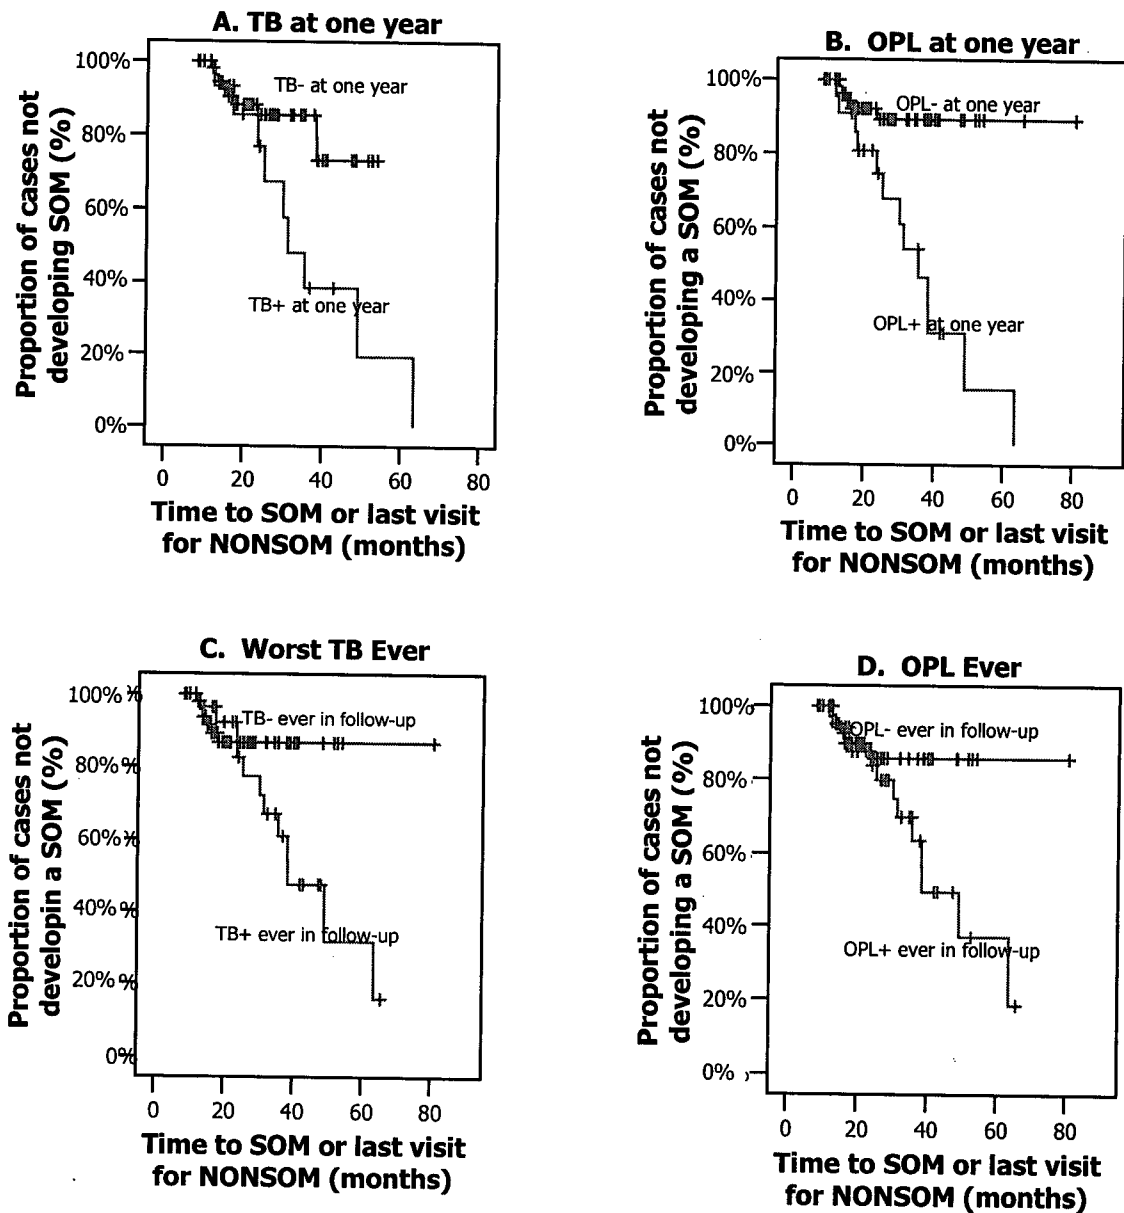 A. TB at one year
Proportion of cases not
developing SOM (%)
100%
80%
60%
40%
20%
0%
TB- at one year
TB+ at one year
0 20 40 60 80
Time to SOM or last visit
for NONSOM (months)
B. OPL at one year
Proportion of cases not
developing a SOM (%)
100%
80%
60%
40%
20%
0%
OPL- at one year
OPL+ at one year
0 20 40 60 80
Time to SOM or last visit
for NONSOM (months)
C. Worst TB Ever
Proportion of cases not
developin a SOM (%)
100%
80%
60%
40%
20%
0%
TB- ever in follow-up
TB+ ever in follow-up
0 20 40 60 80
Time to SOM or last visit
for NONSOM (months)
D. OPL Ever
Proportion of cases not
developing a SOM (%)
100%
80%
60%
40%
20%
0%
OPL- ever in follow-up
OPL+ ever in follow-up
0 20 40 60 80
Time to SOM or last visit
for NONSOM (months)